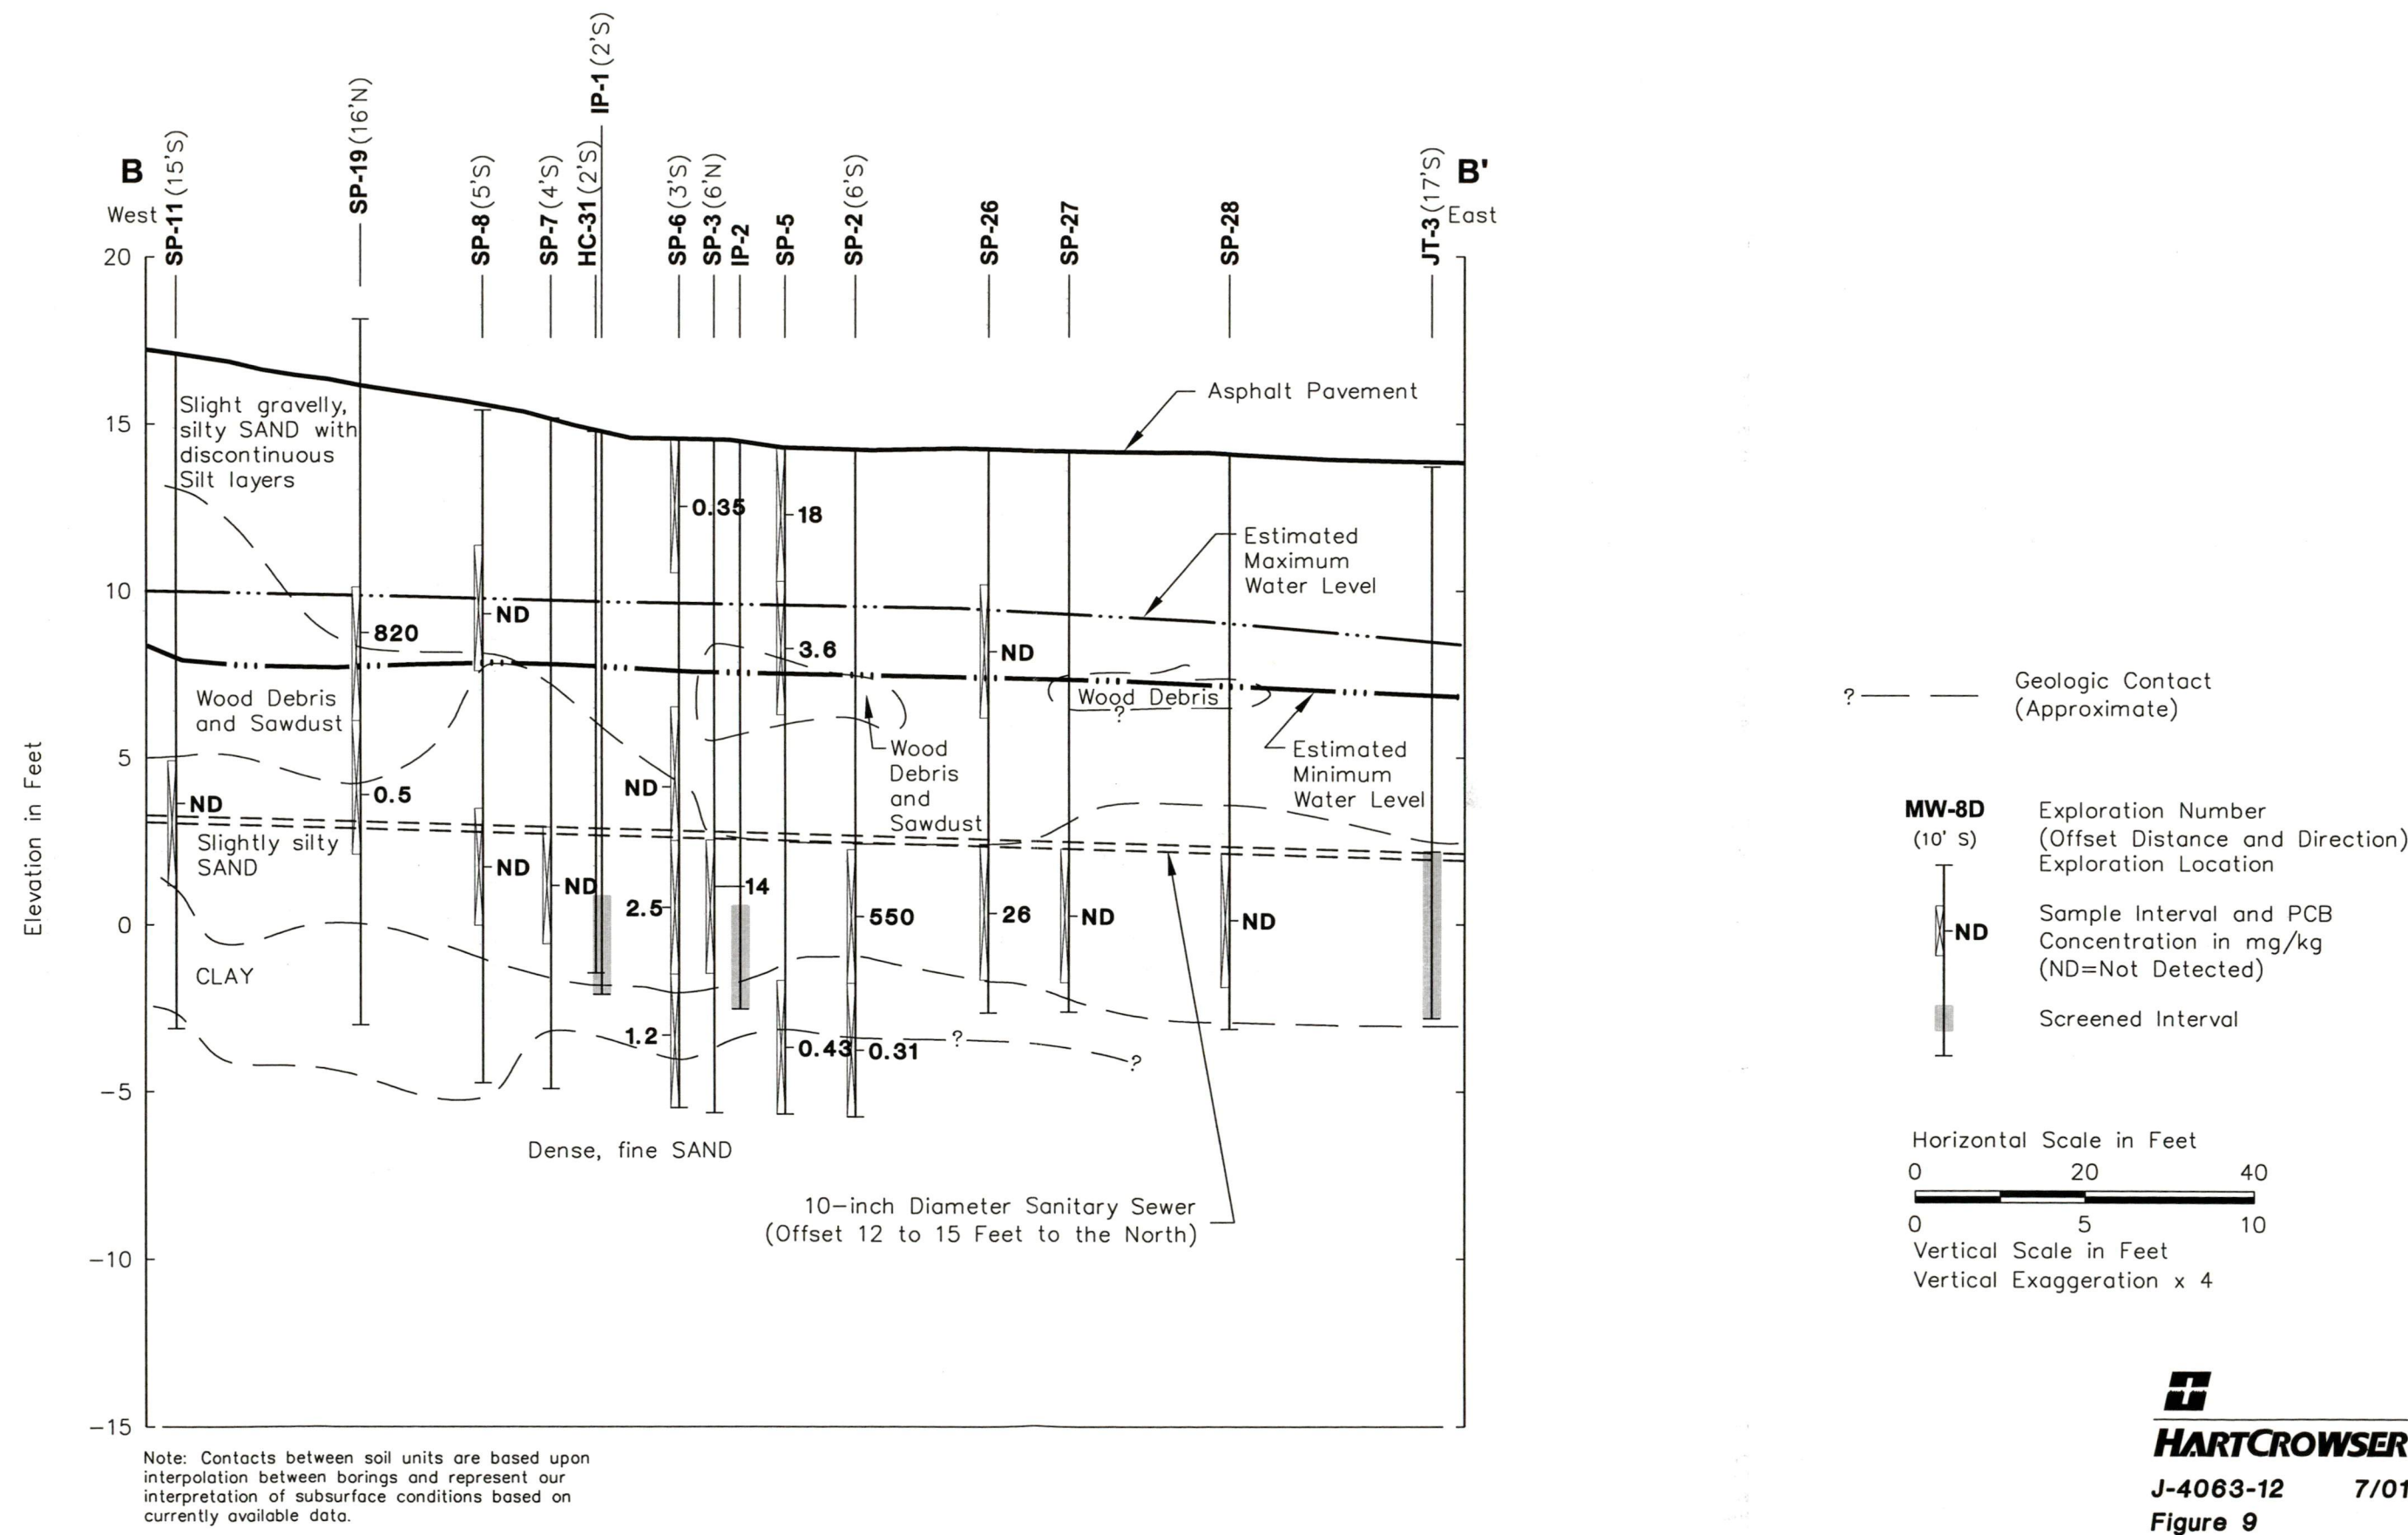 B
West
SP-11 (15'S)
SP-19 (16'N)
SP-8 (5'S)
SP-7 (4'S)
HC-31 (2'S)
IP-1 (2'S)
SP-6 (3'S)
SP-3 (6'N)
IP-2
SP-5
SP-2 (6'S)
SP-26
SP-27
SP-28
JT-3 (17'S)
B'
East
Elevation in Feet
20
15
10
5
0
-5
-10
-15
Slight gravelly,
silty SAND with
discontinuous
Silt layers
Asphalt Pavement
0.35
18
Estimated
Maximum
Water Level
820
ND
3.6
ND
Wood Debris
and Sawdust
Wood Debris
?
Wood
Debris
and
Sawdust
Estimated
Minimum
Water Level
ND
0.5
ND
Slightly silty
SAND
ND
ND
2.5
14
550
26
ND
ND
CLAY
1.2
0.43
0.31
?
?
Dense, fine SAND
10-inch Diameter Sanitary Sewer
(Offset 12 to 15 Feet to the North)
Note: Contacts between soil units are based upon
interpolation between borings and represent our
interpretation of subsurface conditions based on
currently available data.
?
Geologic Contact
(Approximate)
MW-8D
(10' S)
Exploration Number
(Offset Distance and Direction)
Exploration Location
ND
Sample Interval and PCB
Concentration in mg/kg
(ND=Not Detected)
Screened Interval
Horizontal Scale in Feet
0 20 40
0 5 10
Vertical Scale in Feet
Vertical Exaggeration x 4
HARTCROWSER
J-4063-12 7/01
Figure 9